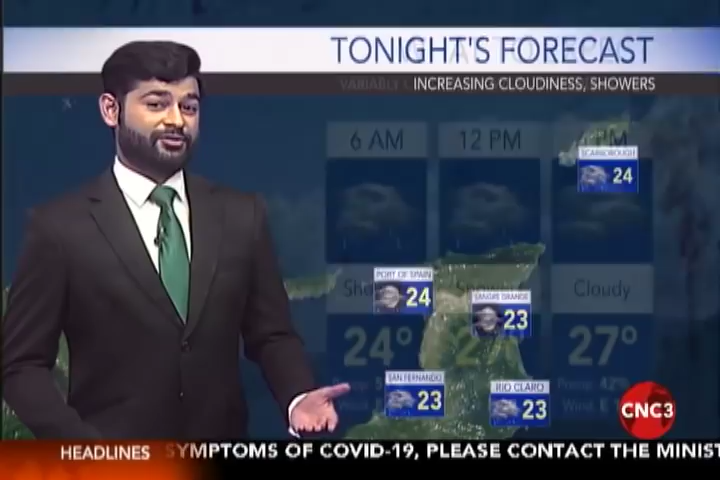 TONIGHT'S FORECAST
INCREASING CLOUDINESS, SHOWERS
6 AM
12 PM
PM
SCARBOROUGH
24
PORT OF SPAIN
24
SANGRE GRANDE
23
Cloudy
24°
27°
SAN FERNANDO
23
RIO CLARO
23
CNC3
HEADLINES
SYMPTOMS OF COVID-19, PLEASE CONTACT THE MINIST